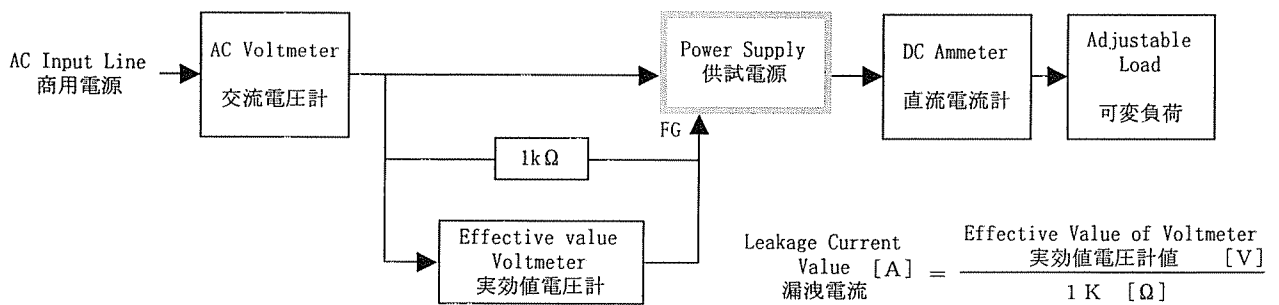 AC Input Line
商用電源
AC Voltmeter
交流電圧計
Power Supply
供試電源
DC Ammeter
直流電流計
Adjustable
Load
可変負荷
FG
1kΩ
Effective value
Voltmeter
実効値電圧計
Leakage Current
Value [A] =
漏洩電流
Effective Value of Voltmeter
実効値電圧計値 [V]
1 K [Ω]